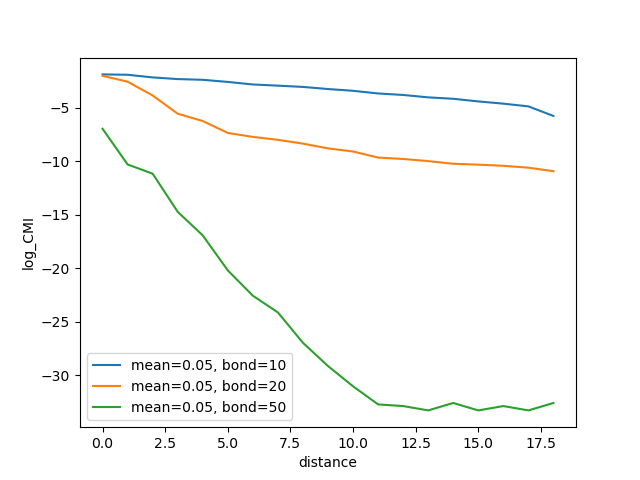 log_CMI
−5
−10
−15
−20
−25
−30
mean=0.05, bond=10
mean=0.05, bond=20
mean=0.05, bond=50
0.0 2.5 5.0 7.5 10.0 12.5 15.0 17.5
distance